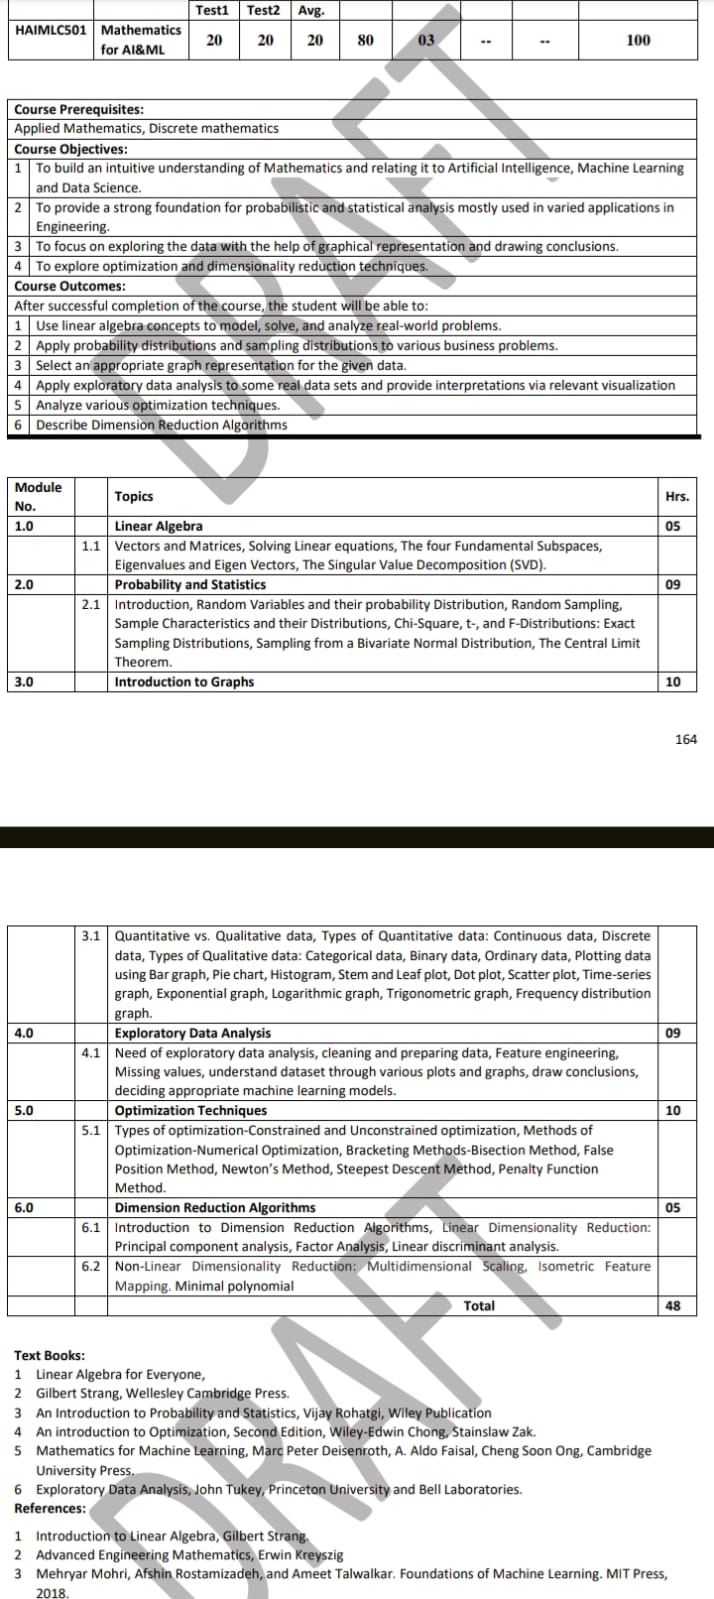 Test1 Test2 Avg.
HAIMLC501 Mathematics for AI&ML 20 20 20 80 03 -- -- 100
Course Prerequisites:
Applied Mathematics, Discrete mathematics
Course Objectives:
1 To build an intuitive understanding of Mathematics and relating it to Artificial Intelligence, Machine Learning
and Data Science.
2 To provide a strong foundation for probabilistic and statistical analysis mostly used in varied applications in
Engineering.
3 To focus on exploring the data with the help of graphical representation and drawing conclusions.
4 To explore optimization and dimensionality reduction techniques.
Course Outcomes:
After successful completion of the course, the student will be able to:
1 Use linear algebra concepts to model, solve, and analyze real-world problems.
2 Apply probability distributions and sampling distributions to various business problems.
3 Select an appropriate graph representation for the given data.
4 Apply exploratory data analysis to some real data sets and provide interpretations via relevant visualization
5 Analyze various optimization techniques.
6 Describe Dimension Reduction Algorithms
DRAFT
Module No. Topics Hrs.
1.0 Linear Algebra 05
1.1 Vectors and Matrices, Solving Linear equations, The four Fundamental Subspaces,
Eigenvalues and Eigen Vectors, The Singular Value Decomposition (SVD).
2.0 Probability and Statistics 09
2.1 Introduction, Random Variables and their probability Distribution, Random Sampling,
Sample Characteristics and their Distributions, Chi-Square, t-, and F-Distributions: Exact
Sampling Distributions, Sampling from a Bivariate Normal Distribution, The Central Limit
Theorem.
3.0 Introduction to Graphs 10
164
3.1 Quantitative vs. Qualitative data, Types of Quantitative data: Continuous data, Discrete
data, Types of Qualitative data: Categorical data, Binary data, Ordinary data, Plotting data
using Bar graph, Pie chart, Histogram, Stem and Leaf plot, Dot plot, Scatter plot, Time-series
graph, Exponential graph, Logarithmic graph, Trigonometric graph, Frequency distribution
graph.
4.0 Exploratory Data Analysis 09
4.1 Need of exploratory data analysis, cleaning and preparing data, Feature engineering,
Missing values, understand dataset through various plots and graphs, draw conclusions,
deciding appropriate machine learning models.
5.0 Optimization Techniques 10
5.1 Types of optimization-Constrained and Unconstrained optimization, Methods of
Optimization-Numerical Optimization, Bracketing Methods-Bisection Method, False
Position Method, Newton's Method, Steepest Descent Method, Penalty Function
Method.
6.0 Dimension Reduction Algorithms 05
6.1 Introduction to Dimension Reduction Algorithms, Linear Dimensionality Reduction:
Principal component analysis, Factor Analysis, Linear discriminant analysis.
6.2 Non-Linear Dimensionality Reduction: Multidimensional Scaling, Isometric Feature
Mapping. Minimal polynomial
Total 48
DRAFT
Text Books:
1 Linear Algebra for Everyone,
2 Gilbert Strang, Wellesley Cambridge Press.
3 An Introduction to Probability and Statistics, Vijay Rohatgi, Wiley Publication
4 An introduction to Optimization, Second Edition, Wiley-Edwin Chong, Stainslaw Zak.
5 Mathematics for Machine Learning, Marc Peter Deisenroth, A. Aldo Faisal, Cheng Soon Ong, Cambridge
University Press.
6 Exploratory Data Analysis, John Tukey, Princeton University and Bell Laboratories.
References:
1 Introduction to Linear Algebra, Gilbert Strang.
2 Advanced Engineering Mathematics, Erwin Kreyszig
3 Mehryar Mohri, Afshin Rostamizadeh, and Ameet Talwalkar. Foundations of Machine Learning. MIT Press,
2018.